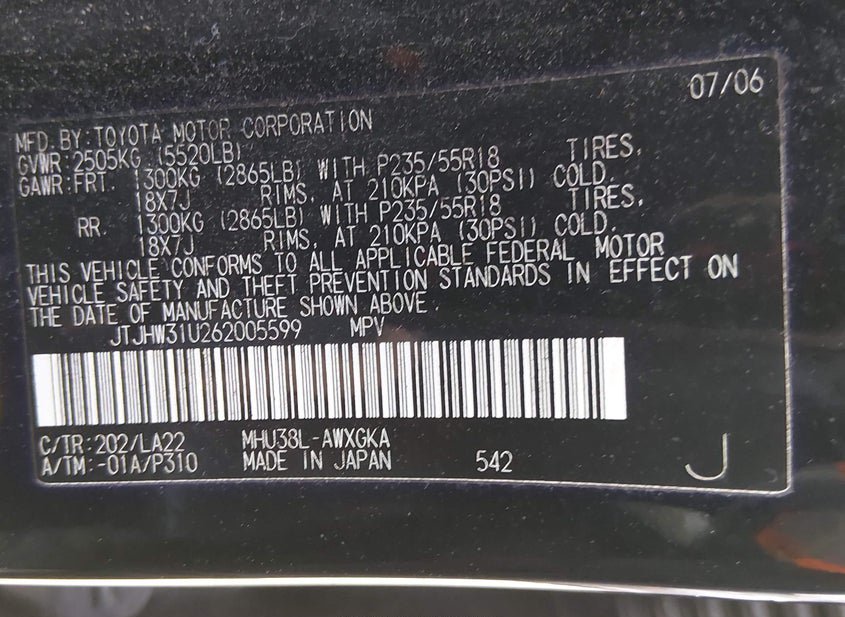 07/06
MFD. BY: TOYOTA MOTOR CORPORATION
GVWR: 2505KG (5520LB)
GAWR: FRT. 1300KG (2865LB) WITH P235/55R18 TIRES,
18X7J RIMS, AT 210KPA (30PSI) COLD.
RR. 1300KG (2865LB) WITH P235/55R18 TIRES,
18X7J RIMS, AT 210KPA (30PSI) COLD.
THIS VEHICLE CONFORMS TO ALL APPLICABLE FEDERAL MOTOR
VEHICLE SAFETY AND THEFT PREVENTION STANDARDS IN EFFECT ON
THE DATE OF MANUFACTURE SHOWN ABOVE.
JTJHW31U262005599 MPV
C/TR: 202/LA22 MHU38L-AWXGKA
A/TM: -01A/P310 MADE IN JAPAN 542 J